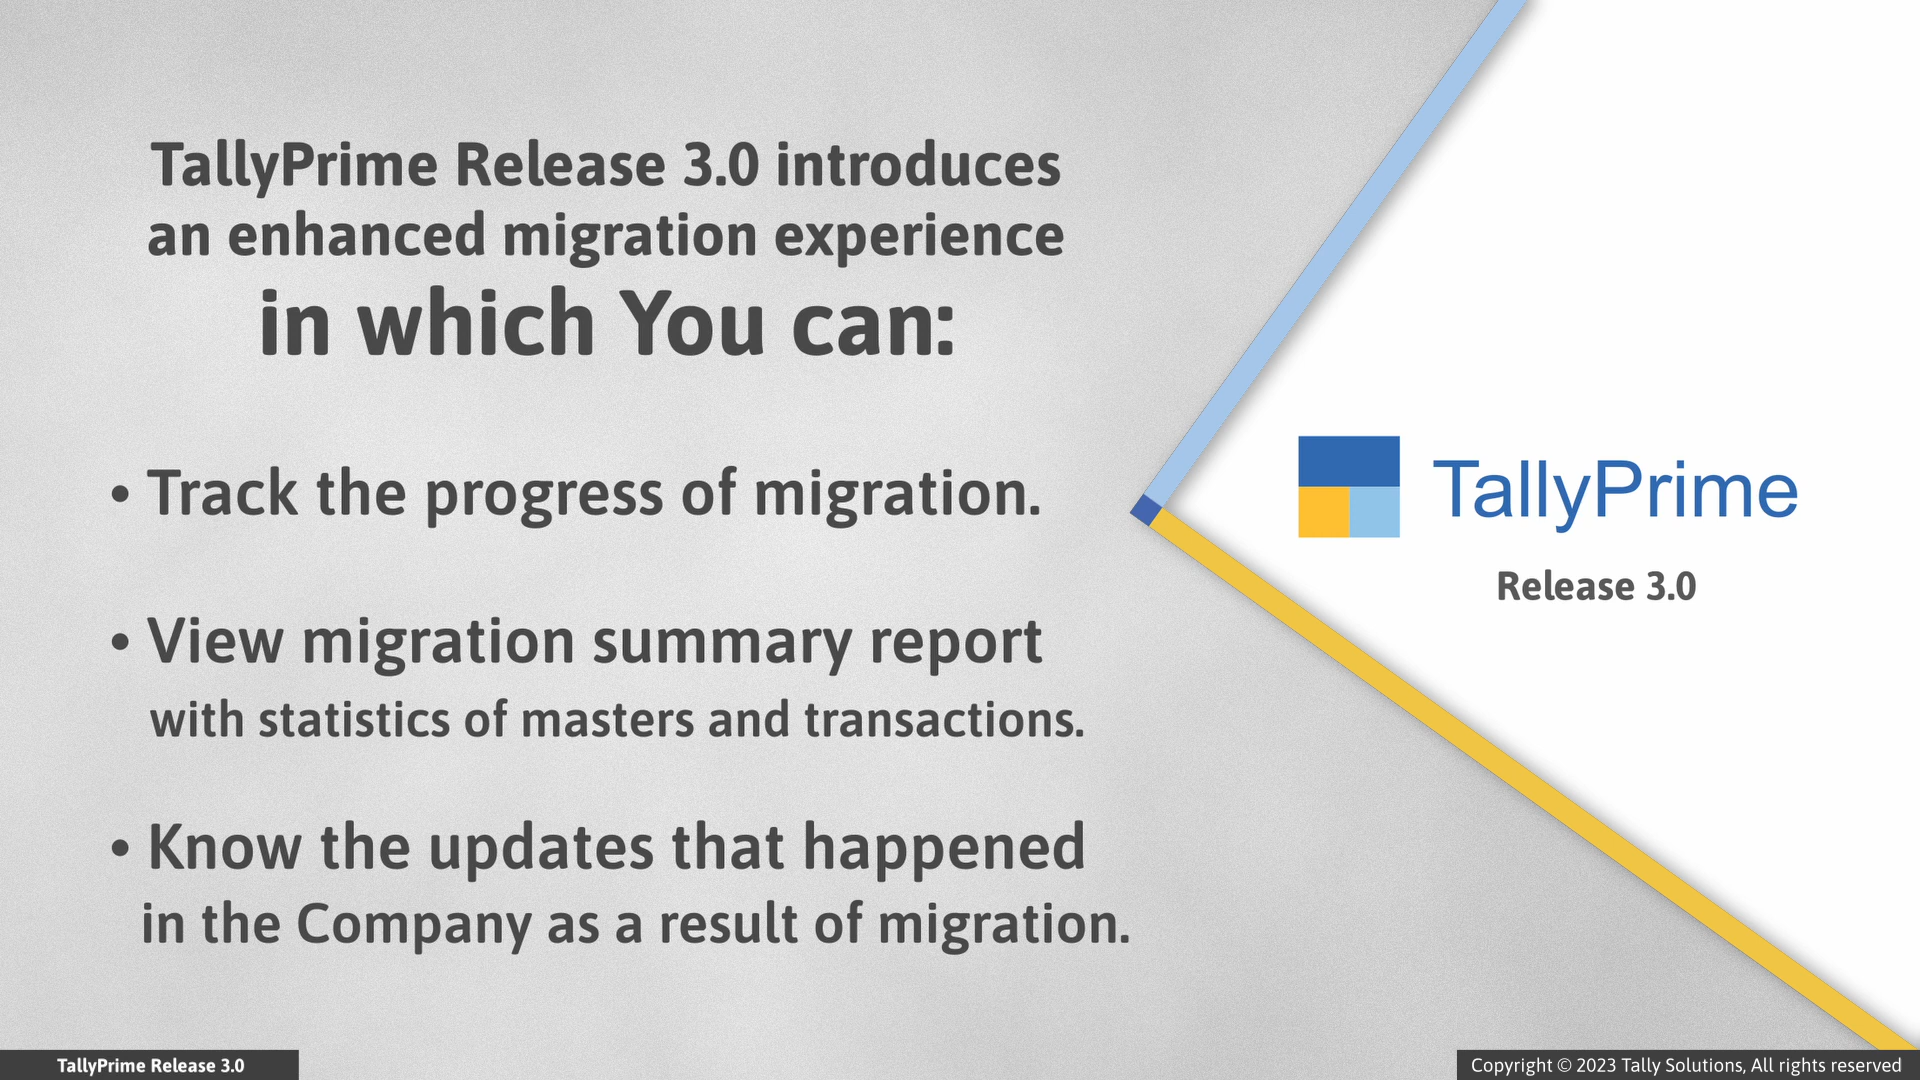 TallyPrime Release 3.0 introduces
an enhanced migration experience
in which You can:
• Track the progress of migration.
• View migration summary report
with statistics of masters and transactions.
• Know the updates that happened
in the Company as a result of migration.
TallyPrime
Release 3.0
TallyPrime Release 3.0
Copyright © 2023 Tally Solutions, All rights reserved